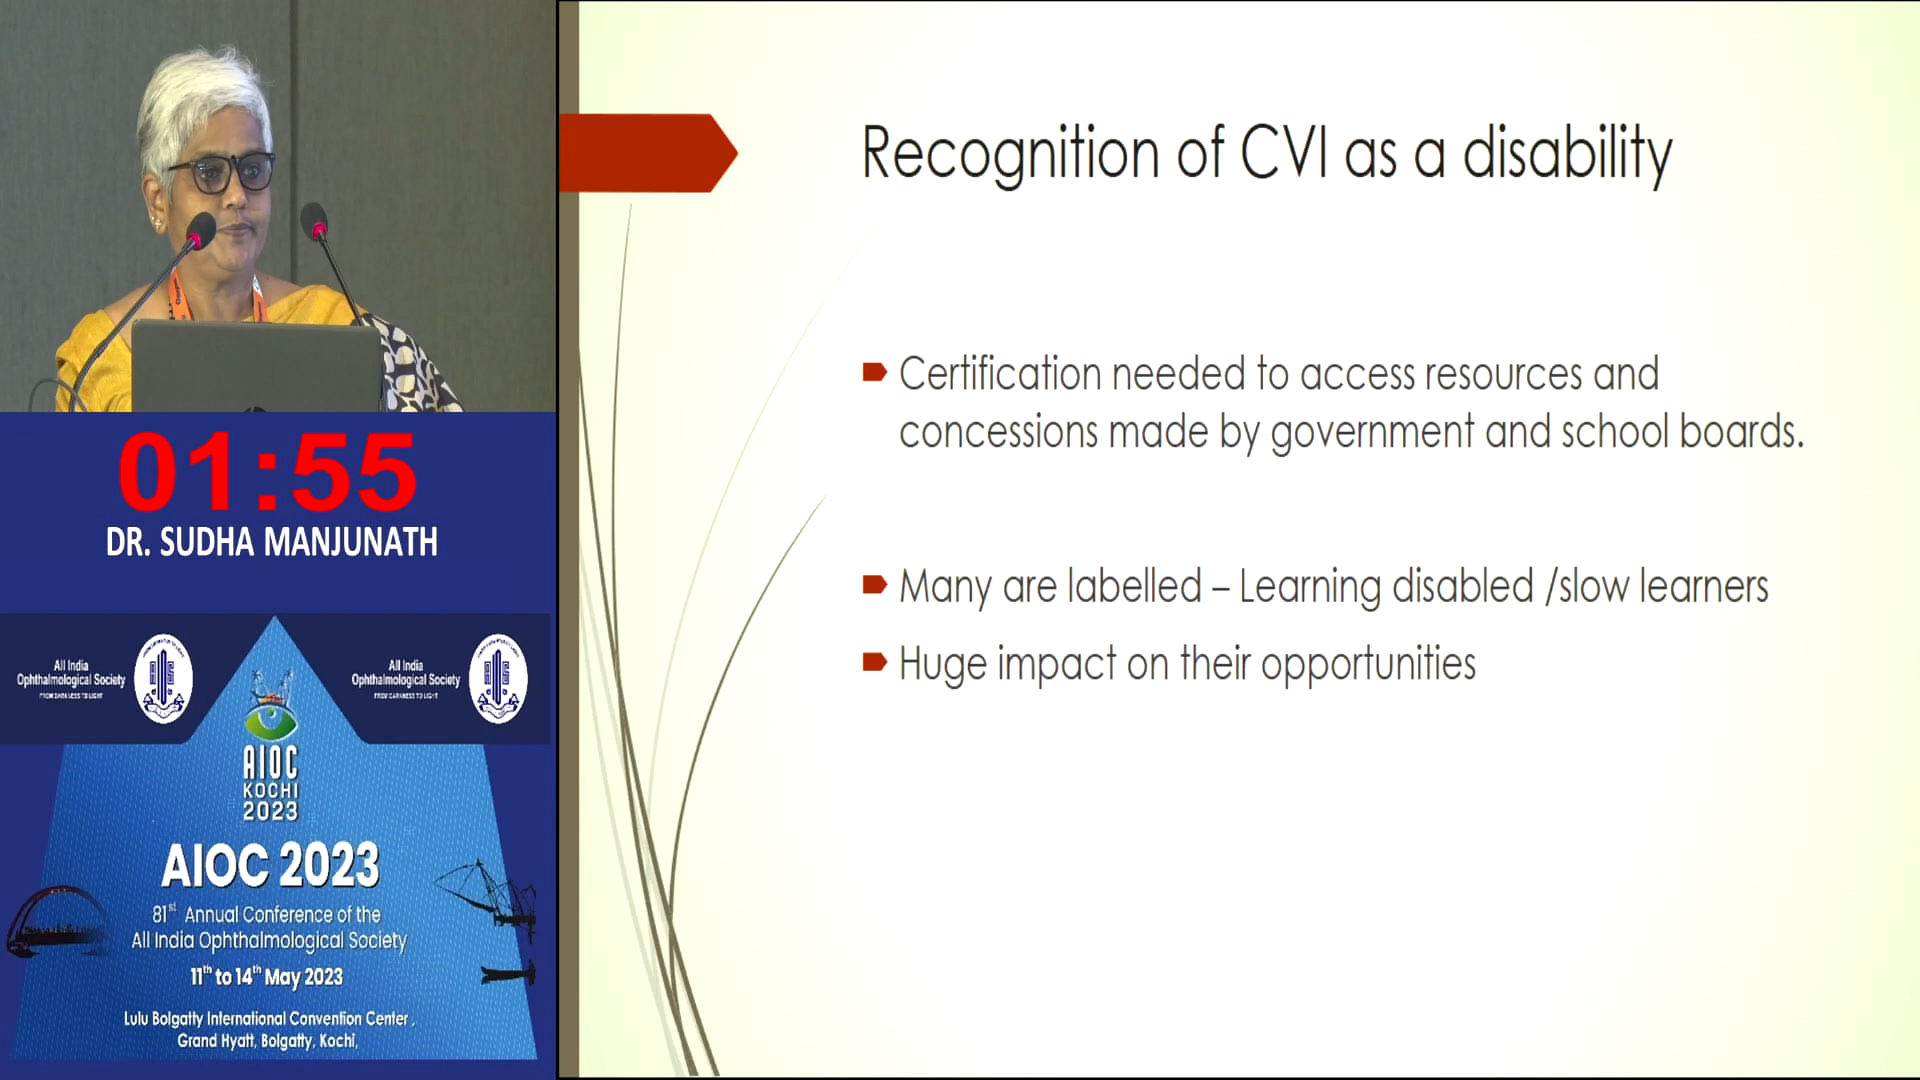 01:55
DR. SUDHA MANJUNATH
All India
Ophthalmological Society
FROM DARKNESS TO LIGHT
All India
Ophthalmological Society
FROM DARKNESS TO LIGHT
AIOC
KOCHI
2023
AIOC 2023
81st Annual Conference of the
All India Ophthalmological Society
11th to 14th May 2023
Lulu Bolgatty International Convention Center ,
Grand Hyatt, Bolgatty, Kochi,
Recognition of CVI as a disability
Certification needed to access resources and
concessions made by government and school boards.
Many are labelled – Learning disabled /slow learners
Huge impact on their opportunities